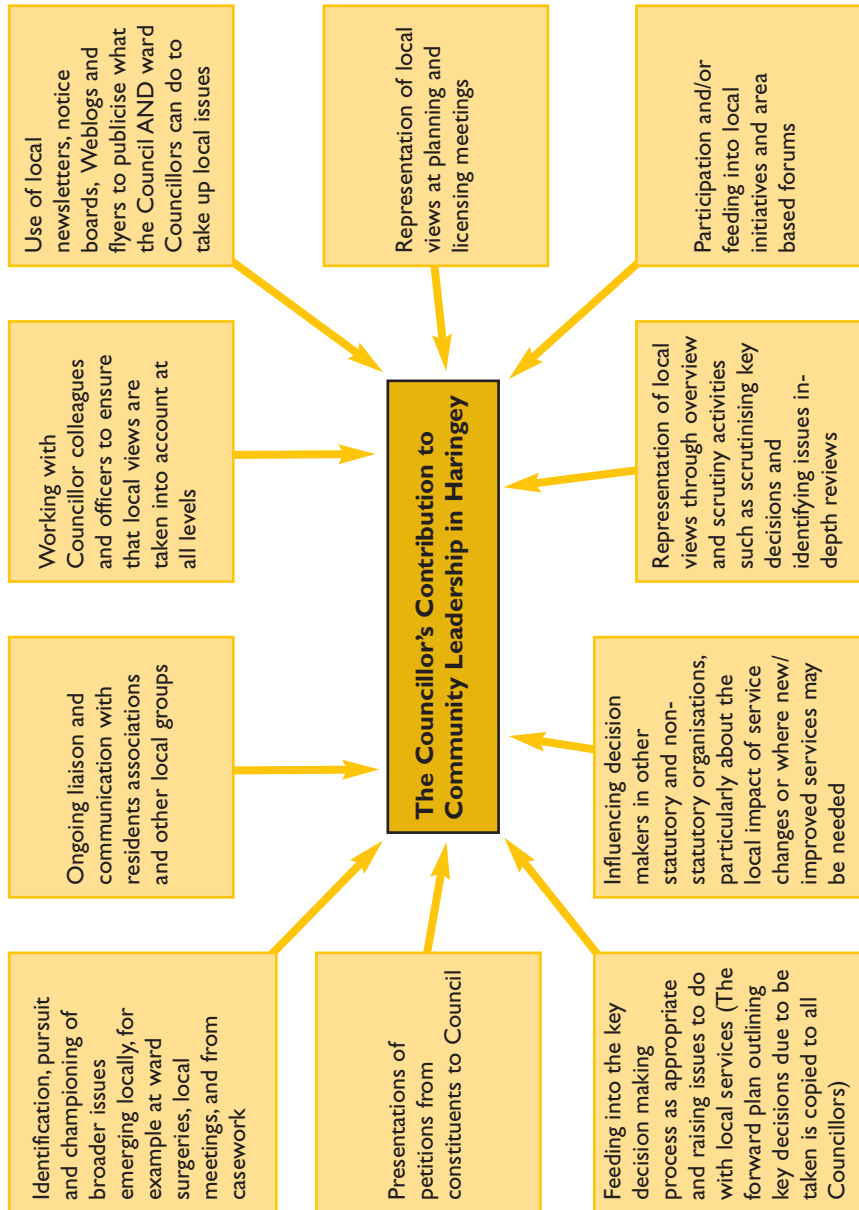 Identification, pursuit
and championing of
broader issues
emerging locally, for
example at ward
surgeries, local
meetings, and from
casework
Ongoing liaison and
communication with
residents associations
and other local groups
Working with
Councillor colleagues
and officers to ensure
that local views are
taken into account at
all levels
Use of local
newsletters, notice
boards, Weblogs and
flyers to publicise what
the Council AND ward
Councillors can do to
take up local issues
Presentations of
petitions from
constituents to Council
The Councillor's Contribution to
Community Leadership in Haringey
Representation of local
views at planning and
licensing meetings
Feeding into the key
decision making
process as appropriate
and raising issues to do
with local services (The
forward plan outlining
key decisions due to be
taken is copied to all
Councillors)
Influencing decision
makers in other
statutory and non-
statutory organisations,
particularly about the
local impact of service
changes or where new/
improved services may
be needed
Representation of local
views through overview
and scrutiny activities
such as scrutinising key
decisions and
identifying issues in-
depth reviews
Participation and/or
feeding into local
initiatives and area
based forums